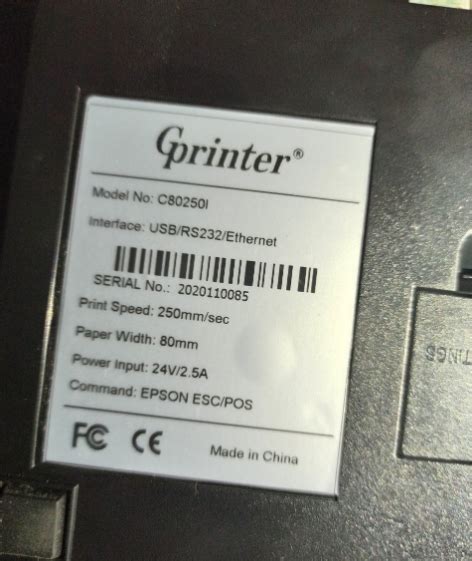 Gprinter®
Model No: C80250I
Interface: USB/RS232/Ethernet
SERIAL No.: 2020110085
Print Speed: 250mm/sec
Paper Width: 80mm
Power Input: 24V/2.5A
Command: EPSON ESC/POS
FC CE Made in China